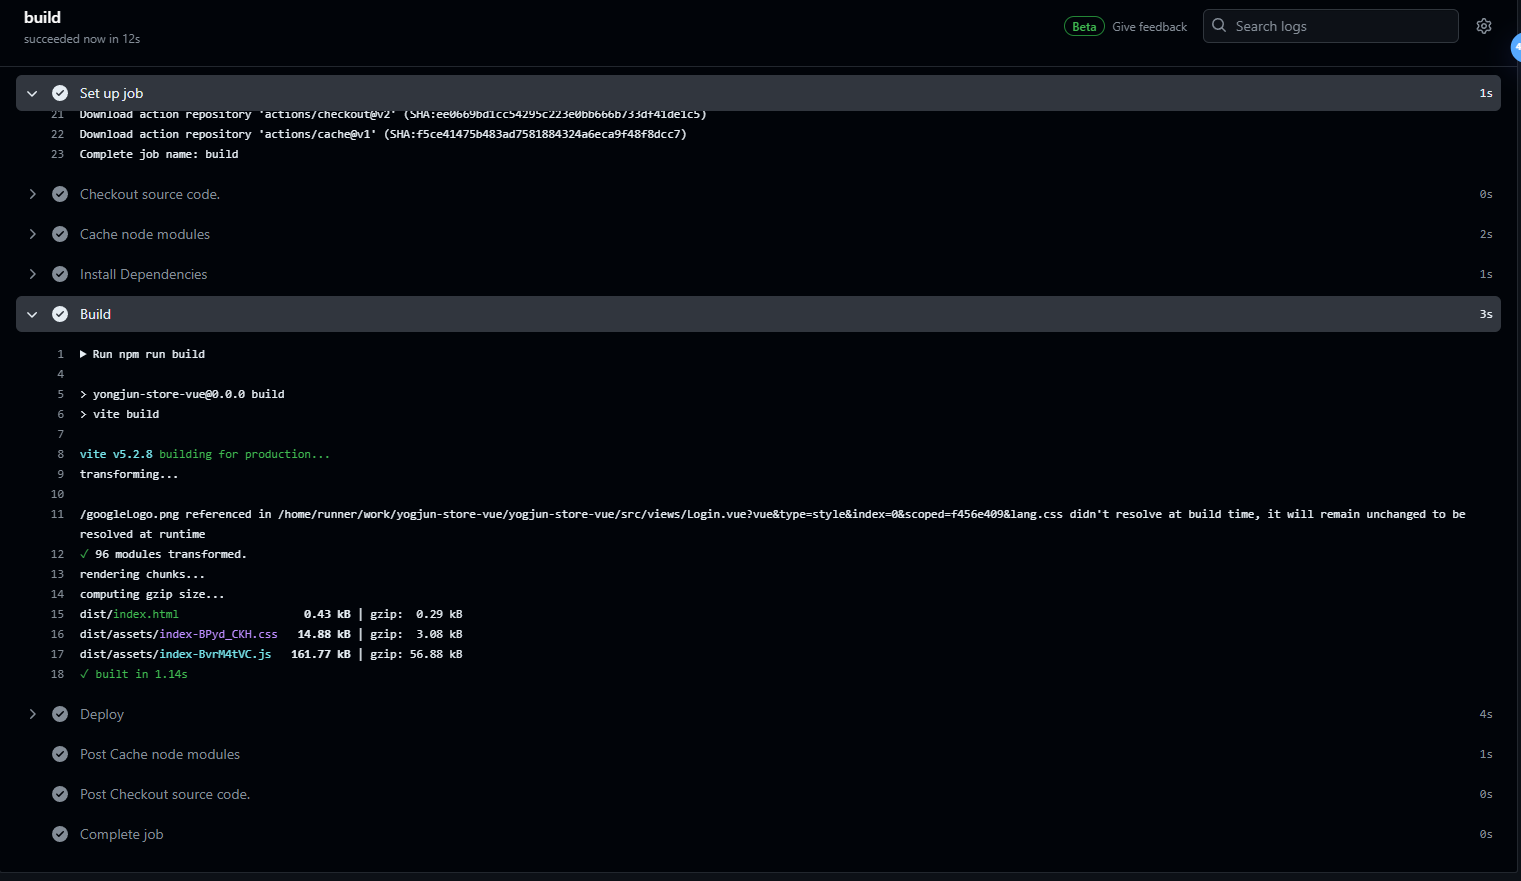 build
succeeded now in 12s
Beta Give feedback
Search logs
Set up job 1s
21 Download action repository 'actions/checkout@v2' (SHA:ee0669bd1cc54295c223e0bb666b733df41de1c5)
22 Download action repository 'actions/cache@v1' (SHA:f5ce41475b483ad7581884324a6eca9f48f8dcc7)
23 Complete job name: build
Checkout source code. 0s
Cache node modules 2s
Install Dependencies 1s
Build 3s
1 Run npm run build
4
5 > yongjun-store-vue@0.0.0 build
6 > vite build
7
8 vite v5.2.8 building for production...
9 transforming...
10
11 /googleLogo.png referenced in /home/runner/work/yogjun-store-vue/yogjun-store-vue/src/views/Login.vue?vue&type=style&index=0&scoped=f456e409&lang.css didn't resolve at build time, it will remain unchanged to be
resolved at runtime
12 ✓ 96 modules transformed.
13 rendering chunks...
14 computing gzip size...
15 dist/index.html 0.43 kB | gzip: 0.29 kB
16 dist/assets/index-BPyd_CKH.css 14.88 kB | gzip: 3.08 kB
17 dist/assets/index-BvrM4tVC.js 161.77 kB | gzip: 56.88 kB
18 ✓ built in 1.14s
Deploy 4s
Post Cache node modules 1s
Post Checkout source code. 0s
Complete job 0s